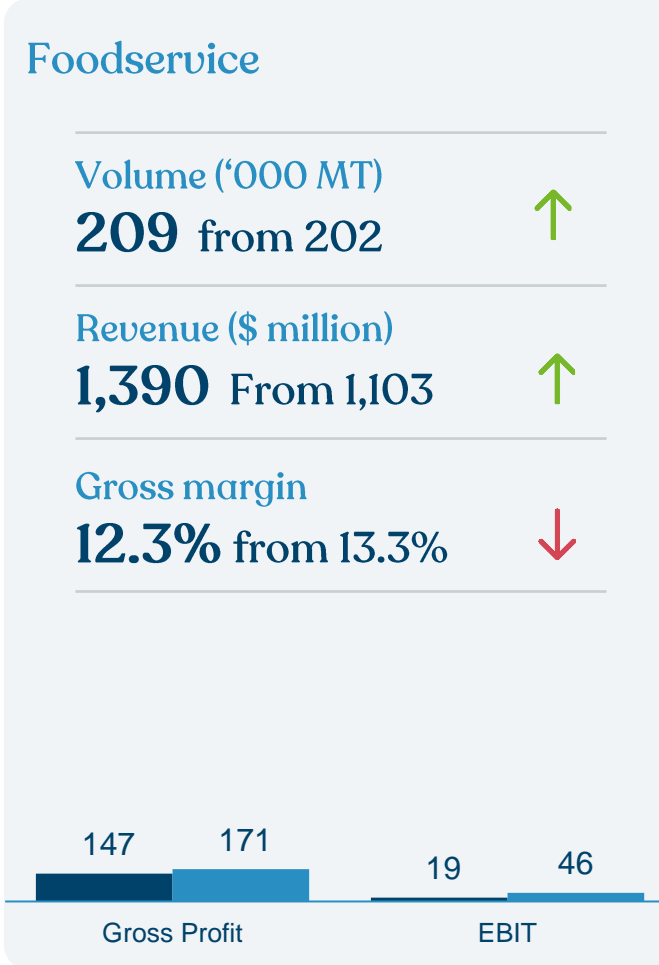 Foodservice
Volume (‘000 MT)
209 from 202
Revenue ($ million)
1,390 From 1,103
Gross margin
12.3% from 13.3%
147 171 19 46
Gross Profit EBIT